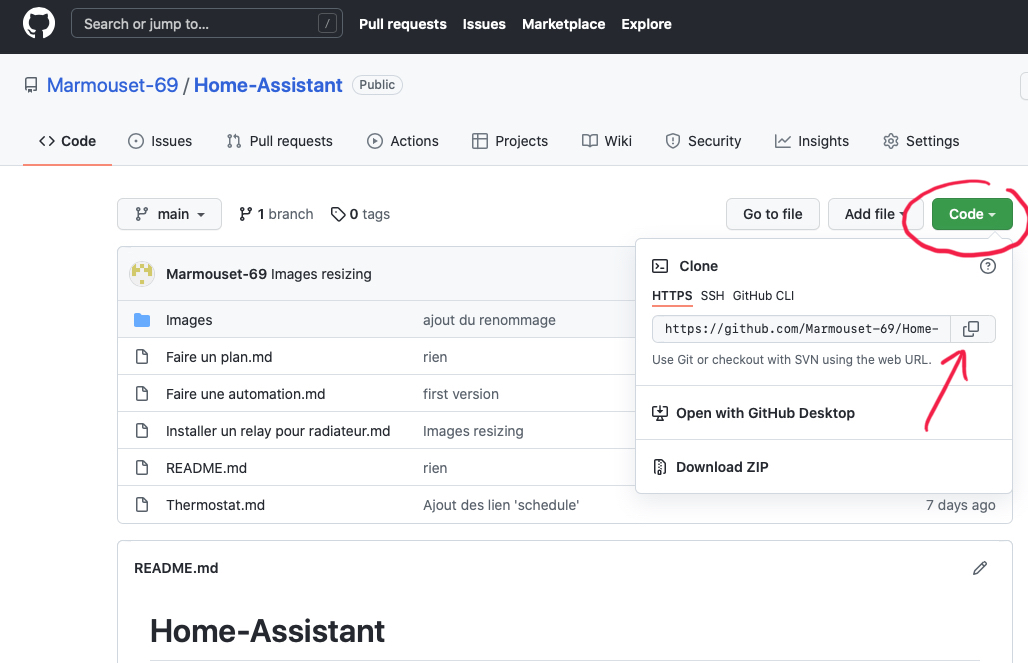 Search or jump to... /
Pull requests Issues Marketplace Explore
Marmouset-69 / Home-Assistant Public
<> Code Issues Pull requests Actions Projects Wiki Security Insights Settings
main 1 branch 0 tags Go to file Add file Code
Marmouset-69 Images resizing
Images ajout du renommage
Faire un plan.md rien
Faire une automation.md first version
Installer un relay pour radiateur.md Images resizing
README.md rien
Thermostat.md Ajout des lien 'schedule' 7 days ago
Clone
HTTPS SSH GitHub CLI
https://github.com/Marmouset-69/Home-
Use Git or checkout with SVN using the web URL.
Open with GitHub Desktop
Download ZIP
README.md
Home-Assistant